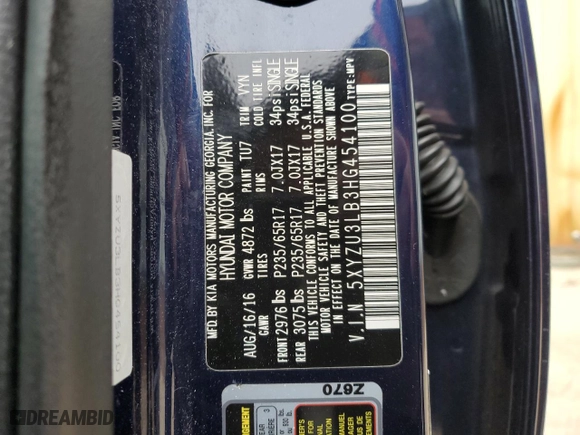 MFD.BY KIA MOTORS MANUFACTURING GEORGIA, INC. FOR
HYUNDAI MOTOR COMPANY
AUG/16/16 PAINT TU7 TRIM VYN
GVWR 4872 lbs
GAWR TIRES RIMS COLD TIRE INFL
FRONT 2976 lbs P235/65R17 7.0JX17 34psi SINGLE
REAR 3075 lbs P235/65R17 7.0JX17 34psi SINGLE
THIS VEHICLE CONFORMS TO ALL APPLICABLE U.S.A. FEDERAL
MOTOR VEHICLE SAFETY, BUMPER, AND THEFT PREVENTION STANDARDS
IN EFFECT ON THE DATE OF MANUFACTURE SHOWN ABOVE.
V.I.N 5XYZU3LB3HG454100 TYPE:MPV
5XYZU3LB3HG454100
Z670
DREAMBID